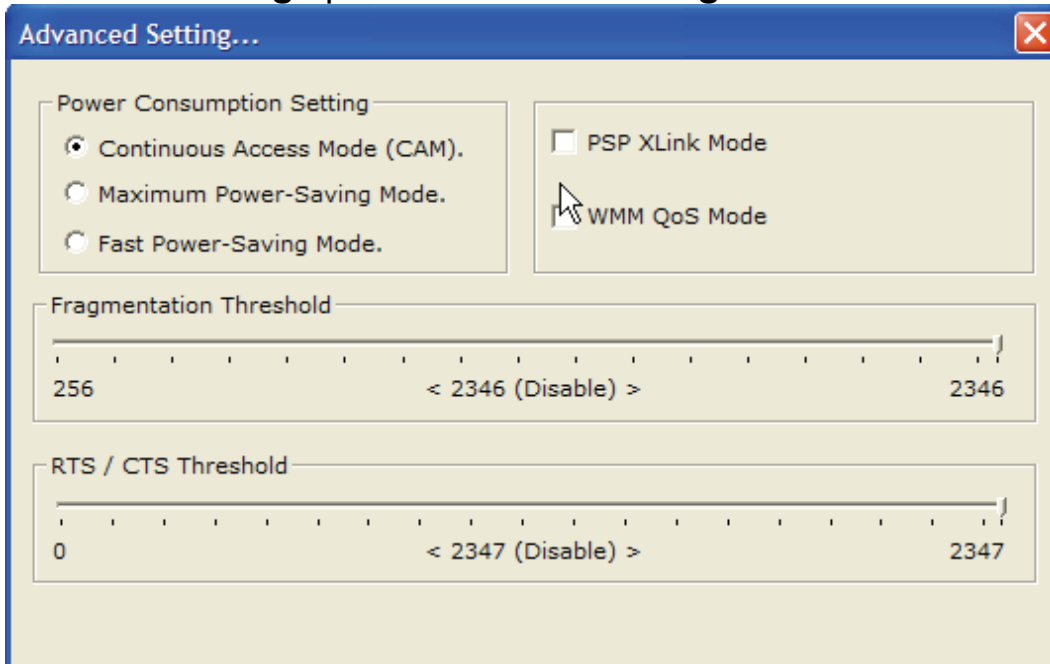 Advanced Setting...
Power Consumption Setting
Continuous Access Mode (CAM).
Maximum Power-Saving Mode.
Fast Power-Saving Mode.
PSP XLink Mode
WMM QoS Mode
Fragmentation Threshold
256 < 2346 (Disable) > 2346
RTS / CTS Threshold
0 < 2347 (Disable) > 2347